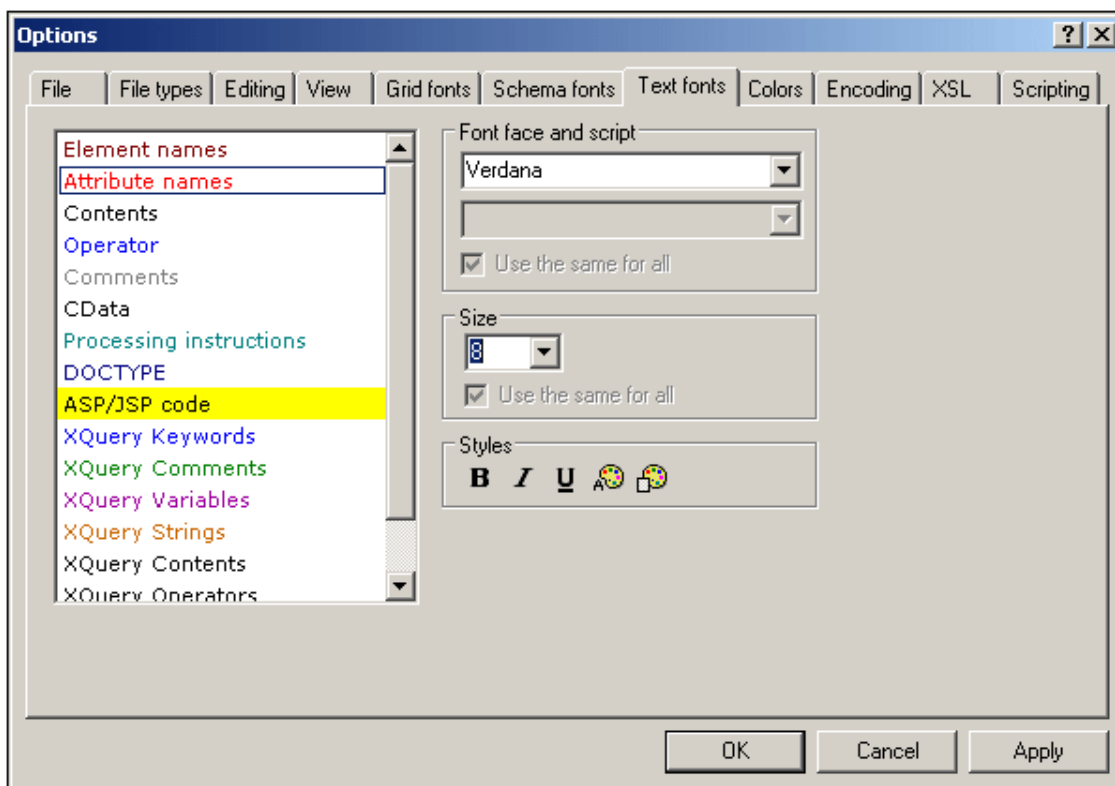 Options
File File types Editing View Grid fonts Schema fonts Text fonts Colors Encoding XSL Scripting
Element names
Attribute names
Contents
Operator
Comments
CData
Processing instructions
DOCTYPE
ASP/JSP code
XQuery Keywords
XQuery Comments
XQuery Variables
XQuery Strings
XQuery Contents
XQuery Operators
Font face and script
Verdana
Use the same for all
Size
8
Use the same for all
Styles
B I U A
OK Cancel Apply